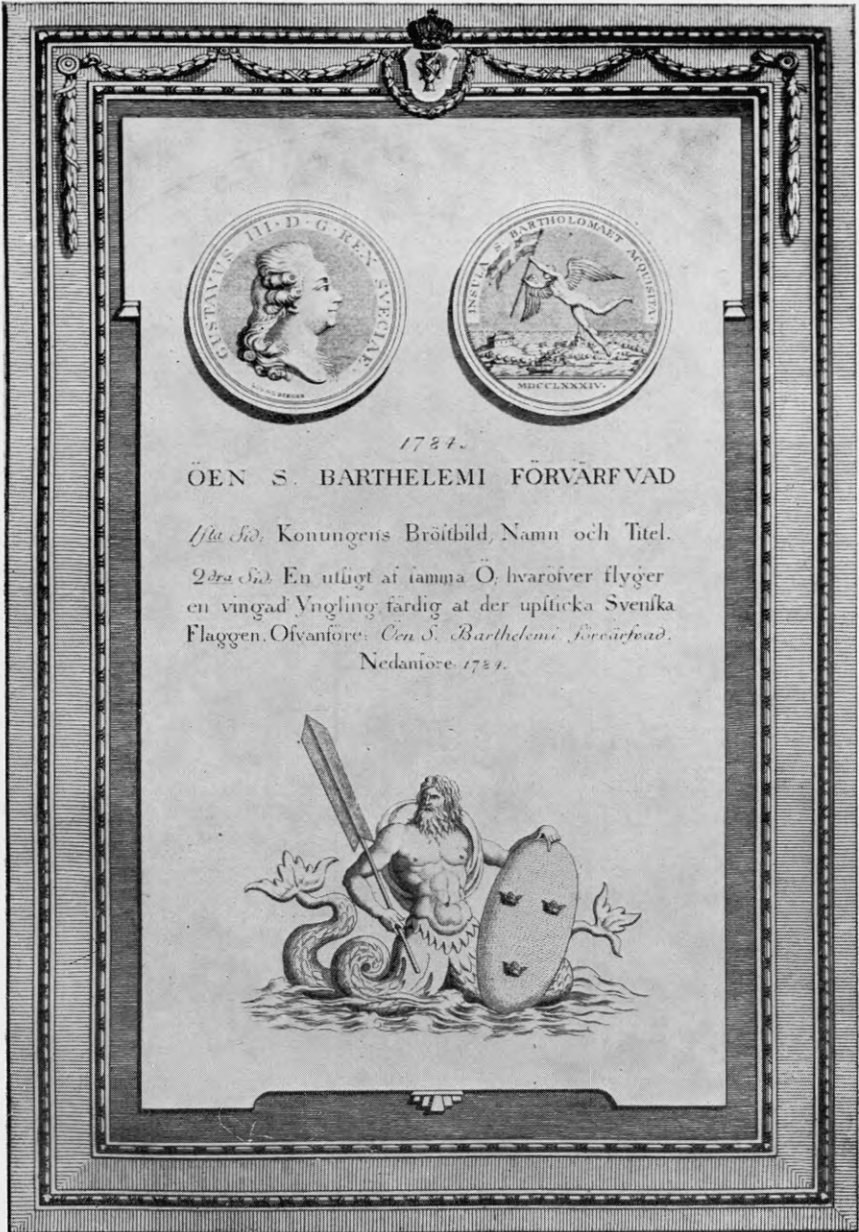 GUSTAVUS III · D · G · REX SVECIAE ·
INSULA S. BARTHOLOMAEI ACQUISITA ·
MDCCLXXXIV ·
1784.
ÖEN S. BARTHELEMI FÖRVÄRFVAD
1ſta Sid: Konungens Bröſtbild, Namn och Titel.
2dra Sid: En utſigt af ſamma Ö; hvaröfver flyger
en vingad Yngling, färdig at der upſticka Svenſka
Flaggen. Ofvanföre: Öen S. Barthelemi förvärfvad.
Nedanföre 1784.